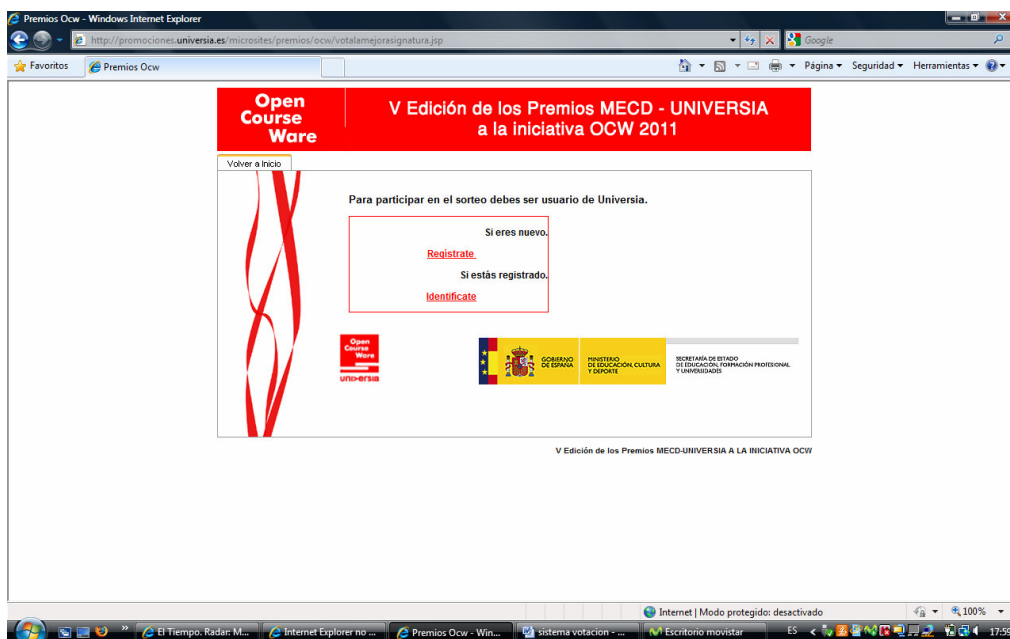 Premios Ocw - Windows Internet Explorer
http://promociones.universia.es/microsites/premios/ocw/votalamejorasignatura.jsp
Google
Favoritos
Premios Ocw
Página
Seguridad
Herramientas
Open
Course
Ware
V Edición de los Premios MECD - UNIVERSIA
a la iniciativa OCW 2011
Volver a Inicio
Para participar en el sorteo debes ser usuario de Universia.
Si eres nuevo.
Registrate
Si estás registrado.
Identificate
Open
Course
Ware
universia
GOBIERNO
DE ESPAÑA
MINISTERIO
DE EDUCACIÓN, CULTURA
Y DEPORTE
SECRETARÍA DE ESTADO
DE EDUCACIÓN, FORMACIÓN PROFESIONAL
Y UNIVERSIDADES
V Edición de los Premios MECD-UNIVERSIA A LA INICIATIVA OCW
Internet | Modo protegido: desactivado
100%
El Tiempo. Radar: M...
Internet Explorer no ...
Premios Ocw - Win...
sistema votacion - ...
Escritorio movistar
ES
17:59